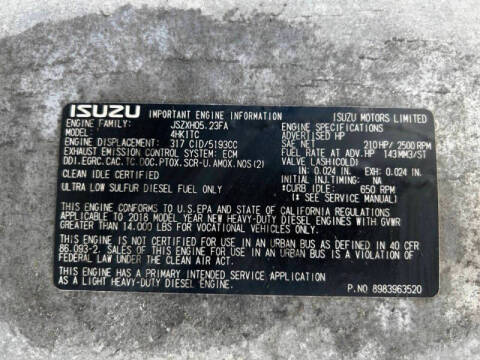 ISUZU IMPORTANT ENGINE INFORMATION ISUZU MOTORS LIMITED
ENGINE FAMILY: JSZXH05.23FA ENGINE SPECIFICATION
MODEL: 4HK1TC ADVERTISED HP
ENGINE DISPLACEMENT: 317 CID/5193CC SAE NET : 210HP/2500RPM
EXHAUST EMISSION CONTROL SYSTEM: ECM FUEL RATE AT ADV. HP : 143MM3/ST
DDI.EGRC.CAC.TC.DOC.PTOX.SCR-U.AMOX.NOS(2) VALVE LASH(COLD):
IN: 0.024 IN. EXH: 0.024 IN.
CLEAN IDLE CERTIFIED INITIAL TIMING: NA
ULTRA LOW SULFUR DIESEL FUEL ONLY *CURB IDLE: 650 RPM
(* SEE SERVICE MANUAL)
THIS ENGINE CONFORMS TO U.S.EPA AND STATE OF CALIFORNIA REGULATIONS
APPLICABLE TO 2018 MODEL YEAR NEW HEAVY-DUTY DIESEL ENGINES WITH GVWR
GREATER THAN 14,000 LBS FOR VOCATIONAL VEHICLES ONLY.
THIS ENGINE IS NOT CERTIFIED FOR USE IN AN URBAN BUS AS DEFINED IN 40 CFR
86.093-2. SALES OF THIS ENGINE FOR USE IN AN URBAN BUS IS A VIOLATION OF
FEDERAL LAW UNDER THE CLEAN AIR ACT.
THIS ENGINE HAS A PRIMARY INTENDED SERVICE APPLICATION
AS A LIGHT HEAVY-DUTY DIESEL ENGINE.
P.NO 8983963520